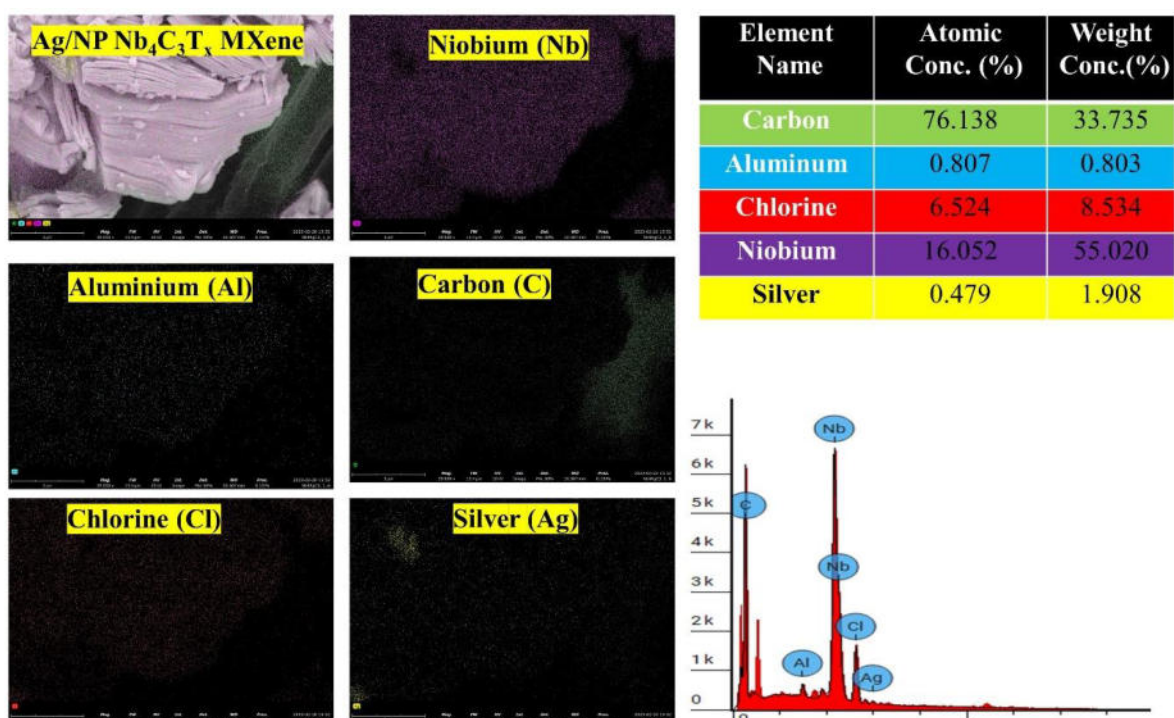 Ag/NP Nb₄C₃Tₓ MXene
Niobium (Nb)
Aluminium (Al)
Carbon (C)
Chlorine (Cl)
Silver (Ag)
Element Name Atomic Conc. (%) Weight Conc.(%)
Carbon 76.138 33.735
Aluminum 0.807 0.803
Chlorine 6.524 8.534
Niobium 16.052 55.020
Silver 0.479 1.908
7k
6k
5k
4k
3k
2k
1k
0
Nb
C
Nb
Cl
Al
Ag
0